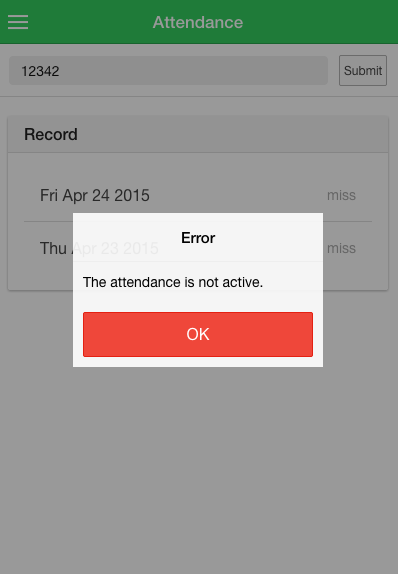 Attendance
12342
Submit
Record
Fri Apr 24 2015
miss
Thu Apr 23 2015
miss
Error
The attendance is not active.
OK